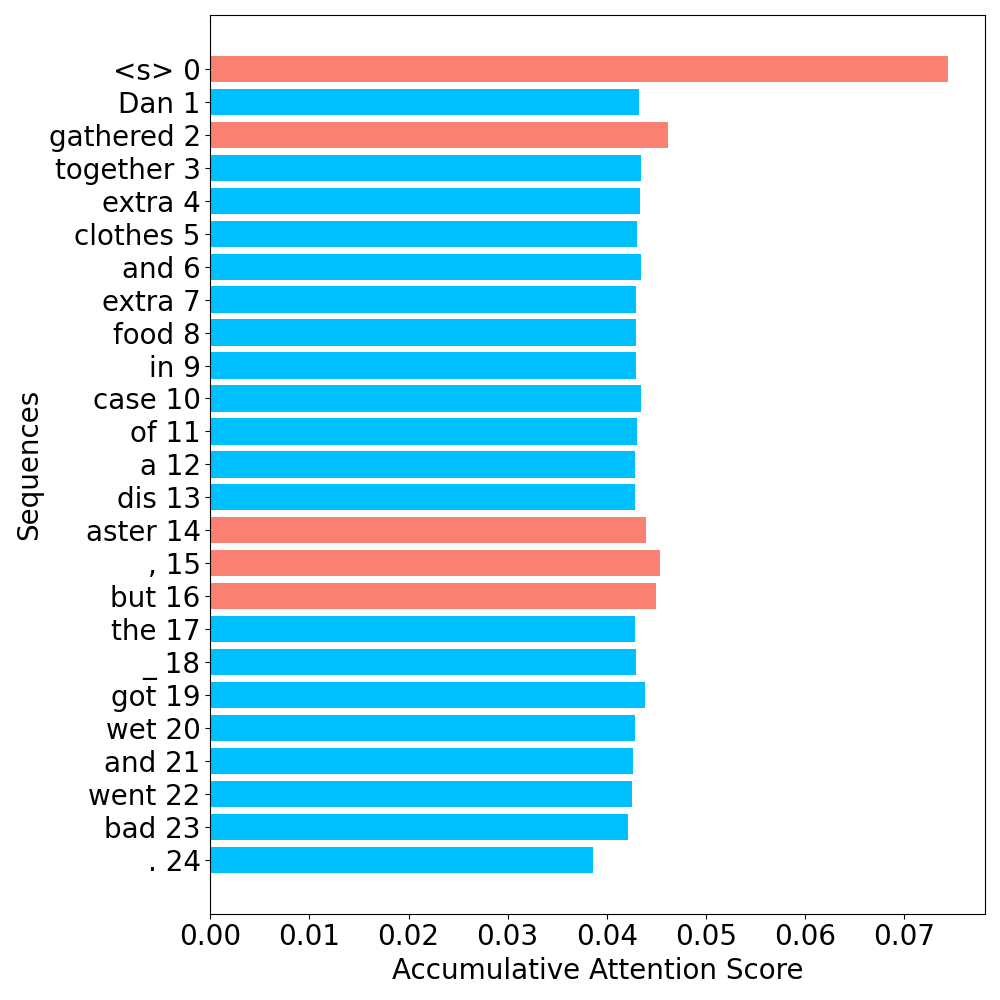 <s> 0
Dan 1
gathered 2
together 3
extra 4
clothes 5
and 6
extra 7
food 8
in 9
case 10
of 11
a 12
dis 13
aster 14
, 15
but 16
the 17
_ 18
got 19
wet 20
and 21
went 22
bad 23
. 24
Sequences
0.00 0.01 0.02 0.03 0.04 0.05 0.06 0.07
Accumulative Attention Score